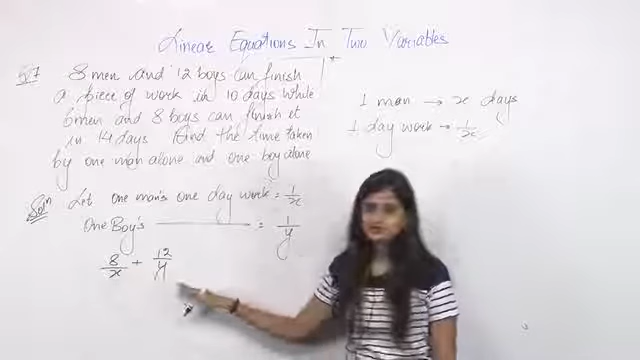 Linear Equations In Two Variables
Q.7 8 men and 12 boys can finish
a piece of work in 10 days while
6 men and 8 boys can finish it
in 14 days. Find the time taken
by one man alone and one boy alone
1 man → x days
1 day work → 1/x
Soln Let one man's one day work = 1/x
One Boy's ———— = 1/y
8/x + 12/y